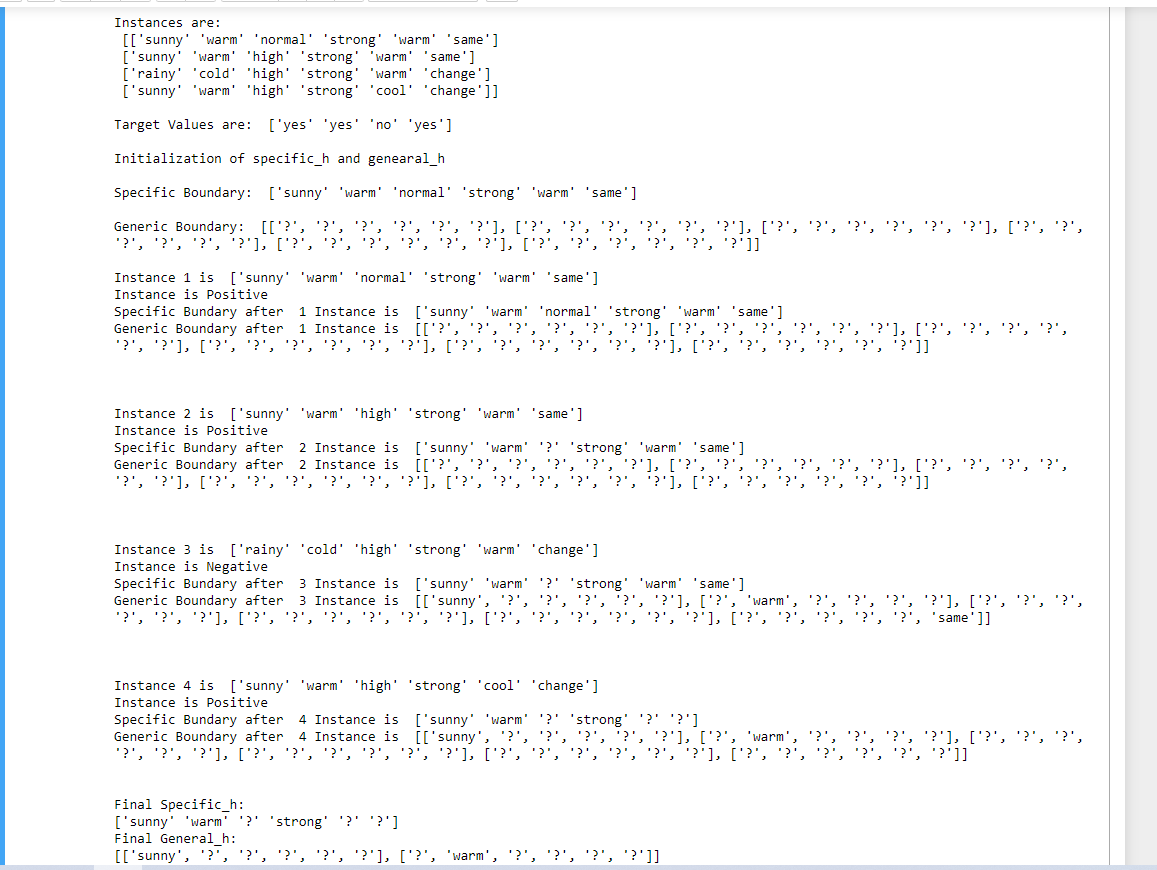 Instances are:
[['sunny' 'warm' 'normal' 'strong' 'warm' 'same']
['sunny' 'warm' 'high' 'strong' 'warm' 'same']
['rainy' 'cold' 'high' 'strong' 'warm' 'change']
['sunny' 'warm' 'high' 'strong' 'cool' 'change']]
Target Values are:  ['yes' 'yes' 'no' 'yes']
Initialization of specific_h and genearal_h
Specific Boundary:  ['sunny' 'warm' 'normal' 'strong' 'warm' 'same']
Generic Boundary:  [['?', '?', '?', '?', '?', '?'], ['?', '?', '?', '?', '?', '?'], ['?', '?', '?', '?', '?', '?'], ['?', '?',
'?', '?', '?', '?'], ['?', '?', '?', '?', '?', '?'], ['?', '?', '?', '?', '?', '?']]
Instance 1 is  ['sunny' 'warm' 'normal' 'strong' 'warm' 'same']
Instance is Positive
Specific Bundary after  1 Instance is  ['sunny' 'warm' 'normal' 'strong' 'warm' 'same']
Generic Boundary after  1 Instance is  [['?', '?', '?', '?', '?', '?'], ['?', '?', '?', '?', '?', '?'], ['?', '?', '?', '?',
'?', '?'], ['?', '?', '?', '?', '?', '?'], ['?', '?', '?', '?', '?', '?'], ['?', '?', '?', '?', '?', '?']]
Instance 2 is  ['sunny' 'warm' 'high' 'strong' 'warm' 'same']
Instance is Positive
Specific Bundary after  2 Instance is  ['sunny' 'warm' '?' 'strong' 'warm' 'same']
Generic Boundary after  2 Instance is  [['?', '?', '?', '?', '?', '?'], ['?', '?', '?', '?', '?', '?'], ['?', '?', '?', '?',
'?', '?'], ['?', '?', '?', '?', '?', '?'], ['?', '?', '?', '?', '?', '?'], ['?', '?', '?', '?', '?', '?']]
Instance 3 is  ['rainy' 'cold' 'high' 'strong' 'warm' 'change']
Instance is Negative
Specific Bundary after  3 Instance is  ['sunny' 'warm' '?' 'strong' 'warm' 'same']
Generic Boundary after  3 Instance is  [['sunny', '?', '?', '?', '?', '?'], ['?', 'warm', '?', '?', '?', '?'], ['?', '?', '?',
'?', '?', '?'], ['?', '?', '?', '?', '?', '?'], ['?', '?', '?', '?', '?', '?'], ['?', '?', '?', '?', '?', 'same']]
Instance 4 is  ['sunny' 'warm' 'high' 'strong' 'cool' 'change']
Instance is Positive
Specific Bundary after  4 Instance is  ['sunny' 'warm' '?' 'strong' '?' '?']
Generic Boundary after  4 Instance is  [['sunny', '?', '?', '?', '?', '?'], ['?', 'warm', '?', '?', '?', '?'], ['?', '?', '?',
'?', '?', '?'], ['?', '?', '?', '?', '?', '?'], ['?', '?', '?', '?', '?', '?'], ['?', '?', '?', '?', '?', '?']]
Final Specific_h:
['sunny' 'warm' '?' 'strong' '?' '?']
Final General_h:
[['sunny', '?', '?', '?', '?', '?'], ['?', 'warm', '?', '?', '?', '?']]